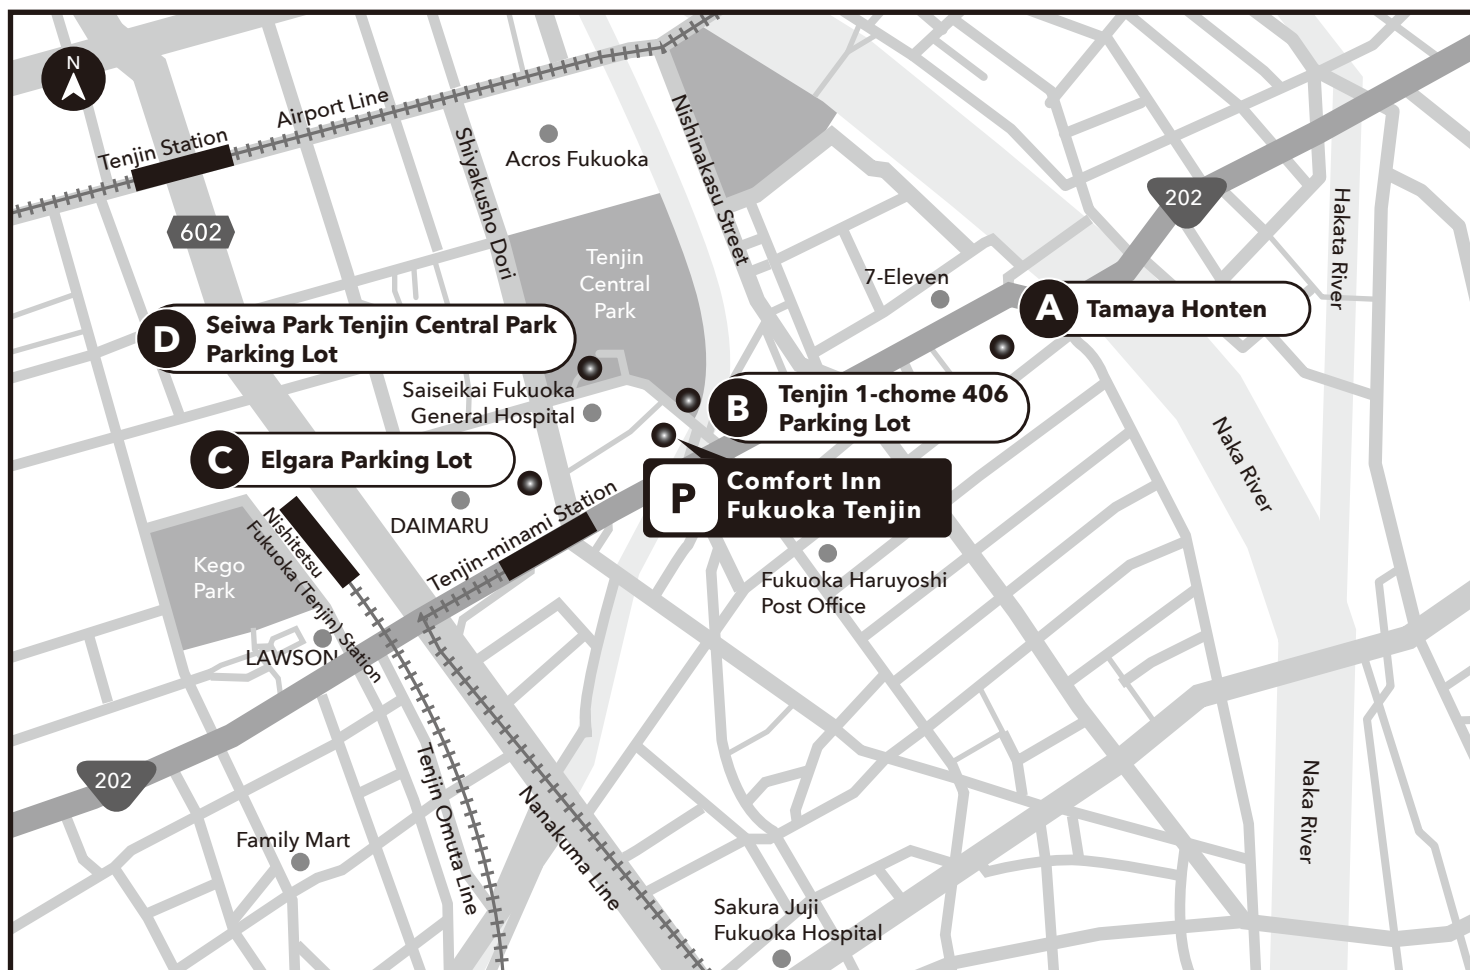 N
Airport Line
Tenjin Station
Acros Fukuoka
Shiyakusho Dori
Nishinakasu Street
602
202
Hakata River
Tenjin
Central
Park
7-Eleven
A
Tamaya Honten
D
Seiwa Park Tenjin Central Park
Parking Lot
Saiseikai Fukuoka
General Hospital
B
Tenjin 1-chome 406
Parking Lot
C
Elgara Parking Lot
P
Comfort Inn
Fukuoka Tenjin
Naka River
DAIMARU
Tenjin-minami Station
Nishitetsu
Fukuoka (Tenjin) Station
Kego
Park
Fukuoka Haruyoshi
Post Office
LAWSON
202
Tenjin Omuta Line
Nanakuma Line
Naka River
Family Mart
Sakura Juji
Fukuoka Hospital